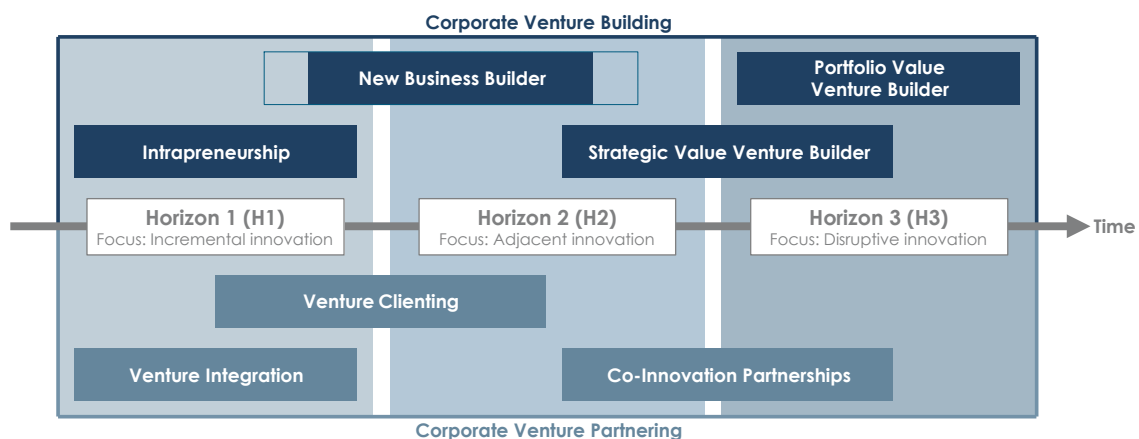 Corporate Venture Building
New Business Builder
Portfolio Value
Venture Builder
Intrapreneurship
Strategic Value Venture Builder
Horizon 1 (H1)
Focus: Incremental innovation
Horizon 2 (H2)
Focus: Adjacent innovation
Horizon 3 (H3)
Focus: Disruptive innovation
Time
Venture Clienting
Venture Integration
Co-Innovation Partnerships
Corporate Venture Partnering